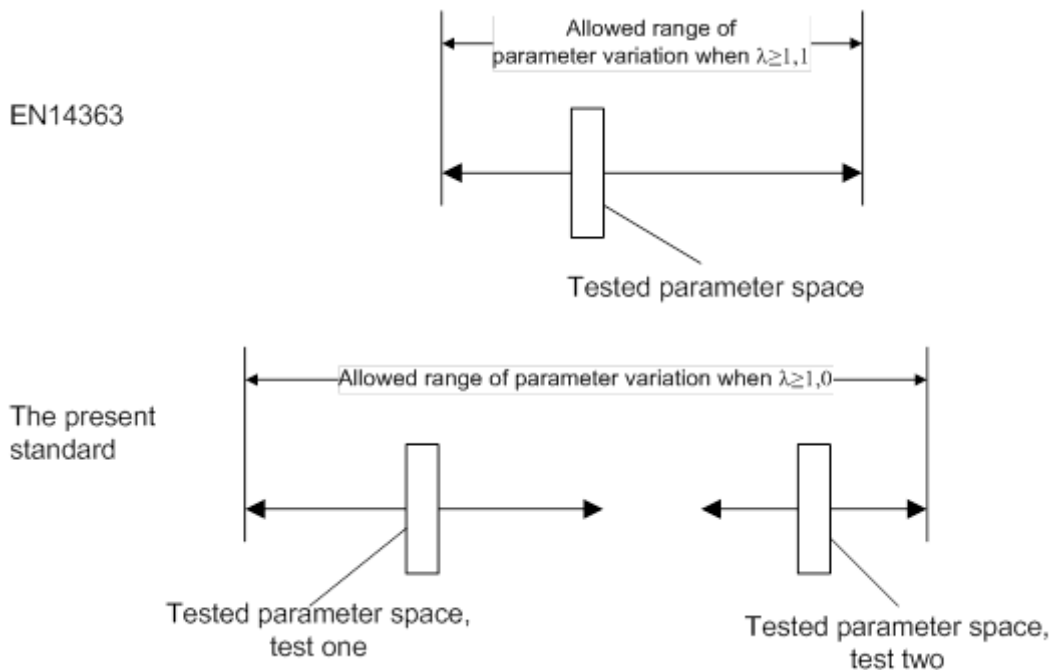 Allowed range of
parameter variation when λ≥1,1
EN14363
Tested parameter space
Allowed range of parameter variation when λ≥1,0
The present
standard
Tested parameter space,
test one
Tested parameter space,
test two